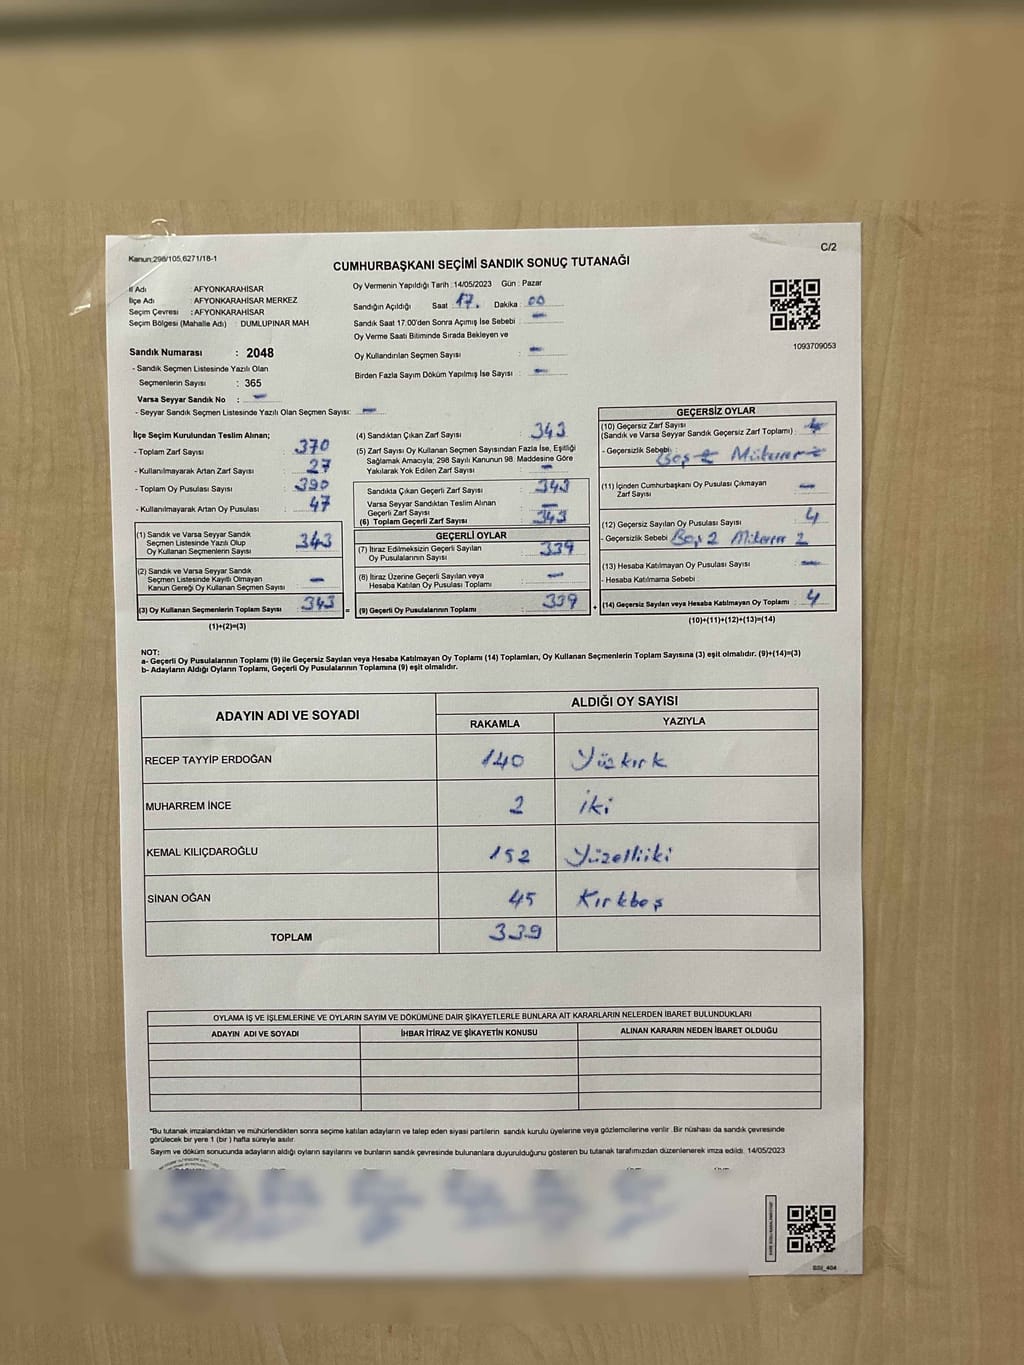 Kanun:298/105,6271/18-1
C/2
CUMHURBAŞKANI SEÇİMİ SANDIK SONUÇ TUTANAĞI
İl Adı : AFYONKARAHİSAR
İlçe Adı : AFYONKARAHİSAR MERKEZ
Seçim Çevresi : AFYONKARAHİSAR
Seçim Bölgesi (Mahalle Adı) : DUMLUPINAR MAH
Sandık Numarası : 2048
- Sandık Seçmen Listesinde Yazılı Olan
Seçmenlerin Sayısı : 365
Varsa Seyyar Sandık No : -
- Seyyar Sandık Seçmen Listesinde Yazılı Olan Seçmen Sayısı: -
Oy Vermenin Yapıldığı Tarih :14/05/2023 Gün : Pazar
Sandığın Açıldığı Saat 17. Dakika 00
Sandık Saat 17.00'den Sonra Açımış İse Sebebi : -
Oy Verme Saati Bitiminde Sırada Bekleyen ve
Oy Kullandırılan Seçmen Sayısı : -
Birden Fazla Sayım Döküm Yapılmış İse Sayısı : -
1093709053
İlçe Seçim Kurulundan Teslim Alınan;
- Toplam Zarf Sayısı : 370
- Kullanılmayarak Artan Zarf Sayısı : 27
- Toplam Oy Pusulası Sayısı : 390
- Kullanılmayarak Artan Oy Pusulası : 47
(1) Sandık ve Varsa Seyyar Sandık
Seçmen Listesinde Yazılı Olup
Oy Kullanan Seçmenlerin Sayısı : 343
(2) Sandık ve Varsa Seyyar Sandık
Seçmen Listesinde Kayıtlı Olmayan
Kanun Gereği Oy Kullanan Seçmen Sayısı : -
(3) Oy Kullanan Seçmenlerin Toplam Sayısı : 343 =
(1)+(2)=(3)
(4) Sandıktan Çıkan Zarf Sayısı : 343
(5) Zarf Sayısı Oy Kullanan Seçmen Sayısından Fazla İse, Eşitliği
Sağlamak Amacıyla, 298 Sayılı Kanunun 98. Maddesine Göre
Yakılarak Yok Edilen Zarf Sayısı : -
Sandıkta Çıkan Geçerli Zarf Sayısı : 343
Varsa Seyyar Sandıktan Teslim Alınan
Geçerli Zarf Sayısı : -
(6) Toplam Geçerli Zarf Sayısı : 343
GEÇERLİ OYLAR
(7) İtiraz Edilmeksizin Geçerli Sayılan
Oy Pusulalarının Sayısı : 339
(8) İtiraz Üzerine Geçerli Sayılan veya
Hesaba Katılan Oy Pusulası Toplamı : -
(9) Geçerli Oy Pusulalarının Toplamı : 339 +
GEÇERSİZ OYLAR
(10) Geçersiz Zarf Sayısı
(Sandık ve Varsa Seyyar Sandık Geçersiz Zarf Toplamı) :
- Geçersizlik Sebebi : Boş 2 Mükerrer 2
(11) İçinden Cumhurbaşkanı Oy Pusulası Çıkmayan
Zarf Sayısı : -
(12) Geçersiz Sayılan Oy Pusulası Sayısı : 4
- Geçersizlik Sebebi : Boş 2 Mükerrer 2
(13) Hesaba Katılmayan Oy Pusulası Sayısı : -
- Hesaba Katılmama Sebebi :
(14) Geçersiz Sayılan veya Hesaba Katılmayan Oy Toplamı : 4
(10)+(11)+(12)+(13)=(14)
NOT:
a- Geçerli Oy Pusulalarının Toplamı (9) ile Geçersiz Sayılan veya Hesaba Katılmayan Oy Toplamı (14) Toplamları, Oy Kullanan Seçmenlerin Toplam Sayısına (3) eşit olmalıdır. (9)+(14)=(3)
b- Adayların Aldığı Oyların Toplamı, Geçerli Oy Pusulalarının Toplamına (9) eşit olmalıdır.
ADAYIN ADI VE SOYADI ALDIĞI OY SAYISI
RAKAMLA YAZIYLA
RECEP TAYYİP ERDOĞAN 140 Yüzkırk
MUHARREM İNCE 2 iki
KEMAL KILIÇDAROĞLU 152 Yüzelliiki
SİNAN OĞAN 45 Kırkbeş
TOPLAM 339
OYLAMA İŞ VE İŞLEMLERİNE VE OYLARIN SAYIM VE DÖKÜMÜNE DAİR ŞİKAYETLERLE BUNLARA AİT KARARLARIN NELERDEN İBARET BULUNDUKLARI
ADAYIN ADI VE SOYADI İHBAR İTİRAZ VE ŞİKAYETİN KONUSU ALINAN KARARIN NEDEN İBARET OLDUĞU
*Bu tutanak imzalandıktan ve mühürlendikten sonra seçime katılan adayların ve talep eden siyasi partilerin sandık kurulu üyelerine veya gözlemcilerine verilir. Bir nüshası da sandık çevresinde
görülecek bir yere 1 (bir) hafta süreyle asılır.
Sayım ve döküm sonucunda adayların aldığı oyların sayılarını ve bunların sandık çevresinde bulunanlara duyurulduğunu gösteren bu tutanak tarafımızdan düzenlenerek imza edildi. 14/05/2023